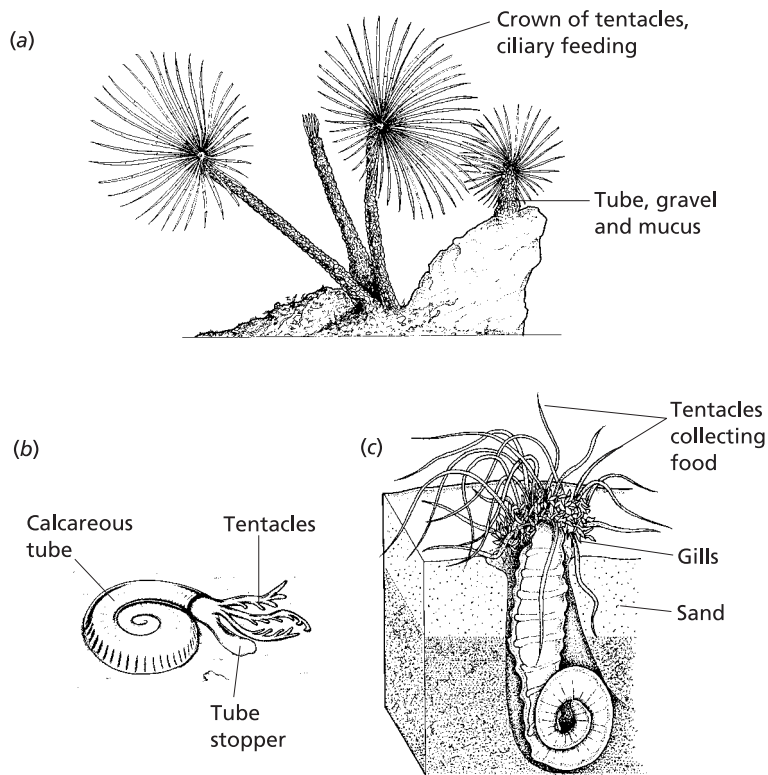 (a)
Crown of tentacles,
ciliary feeding
Tube, gravel
and mucus
(b)
Calcareous
tube
Tentacles
Tube
stopper
(c)
Tentacles
collecting
food
Gills
Sand